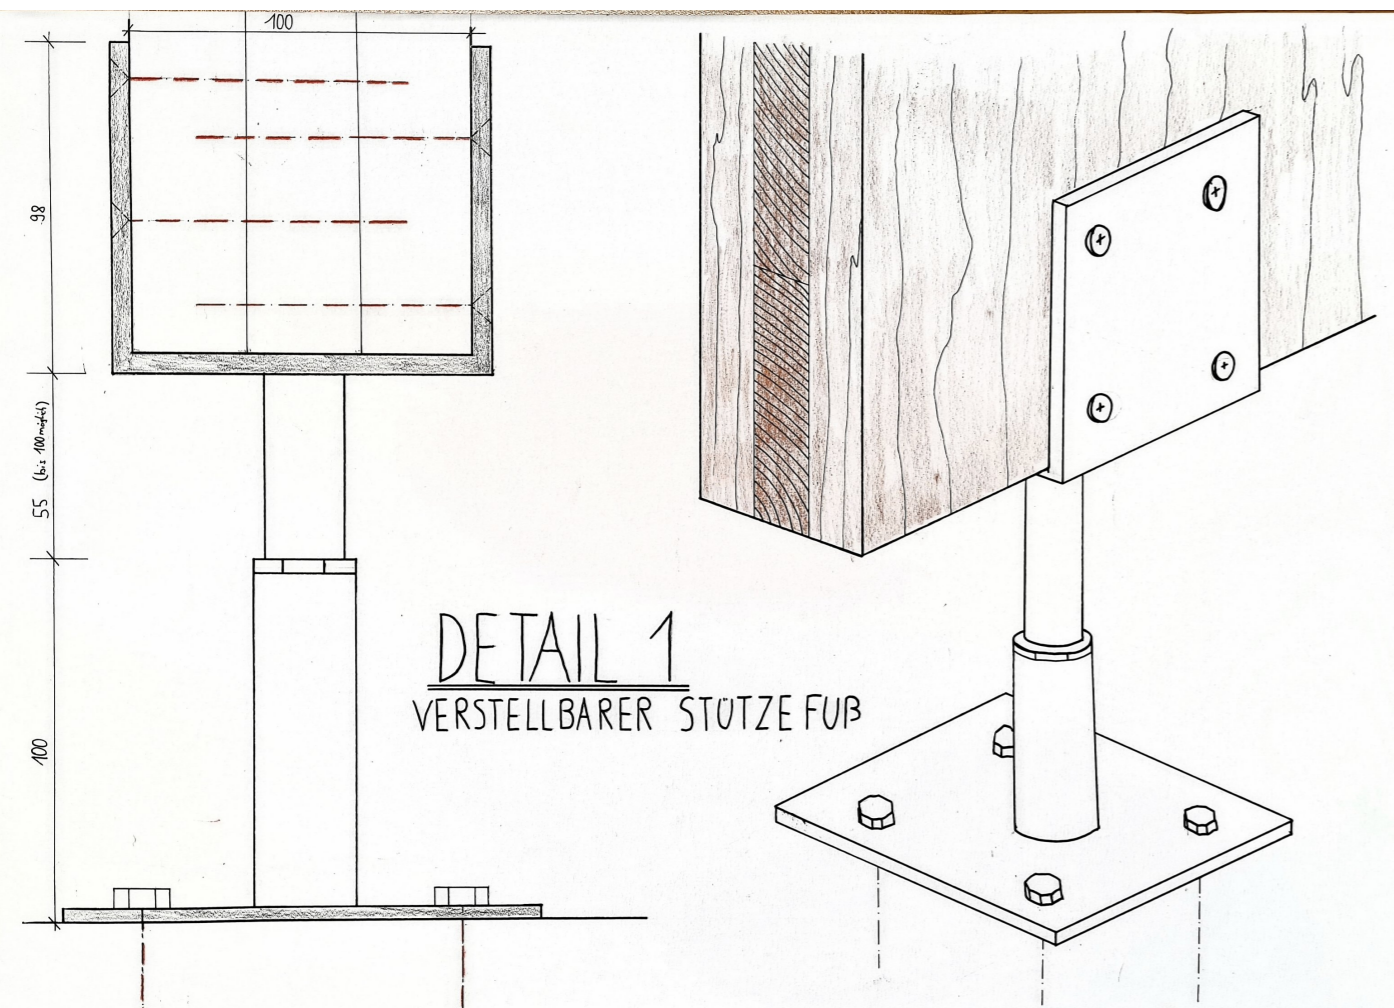 100
98
55 (bis 100 möglich)
100
DETAIL 1
VERSTELLBARER STÜTZE FUß